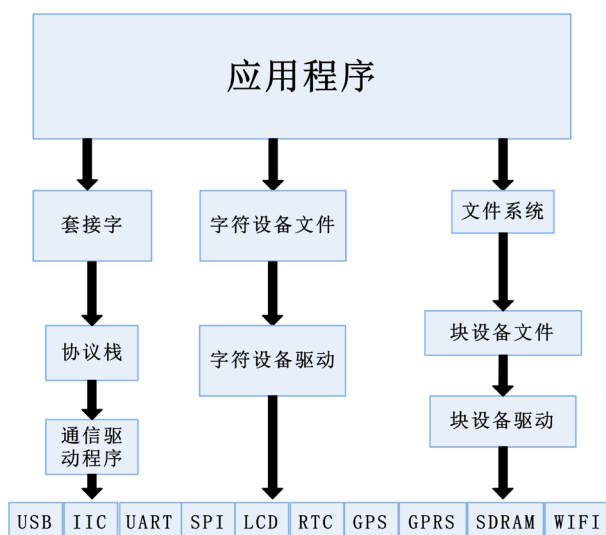 应用程序
套接字
字符设备文件
文件系统
协议栈
字符设备驱动
块设备文件
通信驱
动程序
块设备驱动
USB IIC UART SPI LCD RTC GPS GPRS SDRAM WIFI